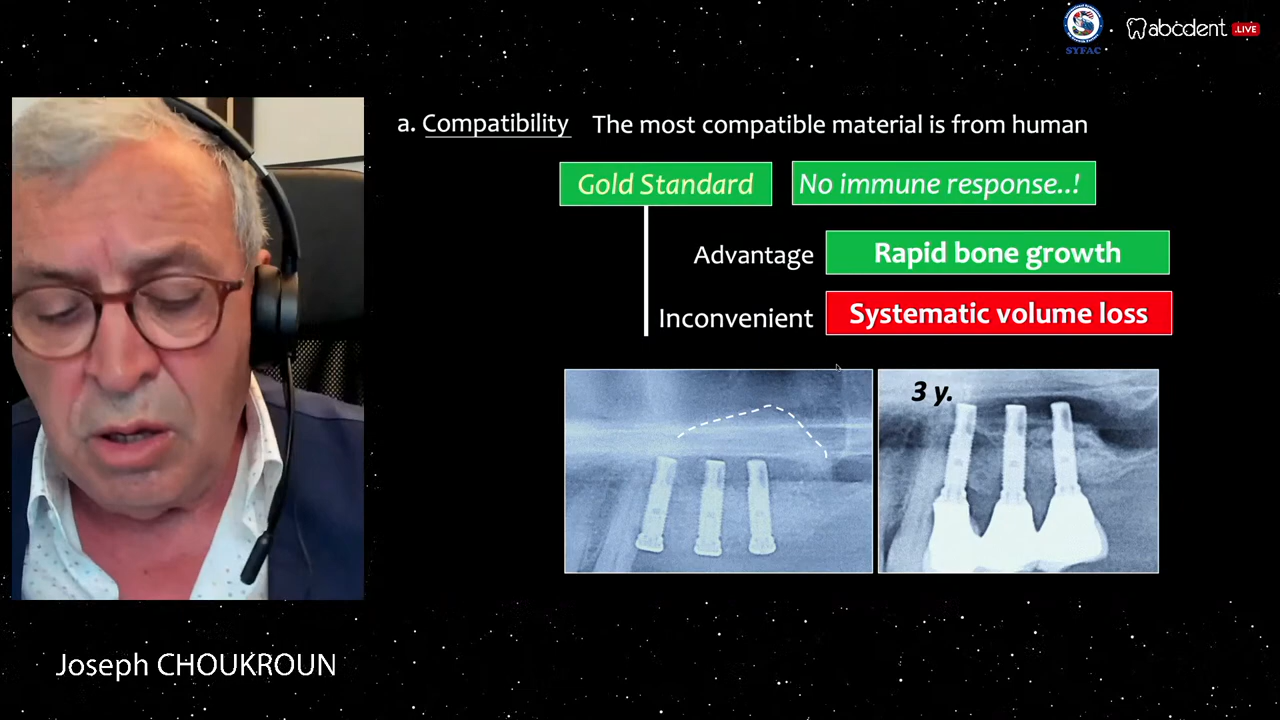 SYFAC
abcdent .LIVE
a. Compatibility The most compatible material is from human
Gold Standard No immune response..!
Advantage Rapid bone growth
Inconvenient Systematic volume loss
3 y.
Joseph CHOUKROUN